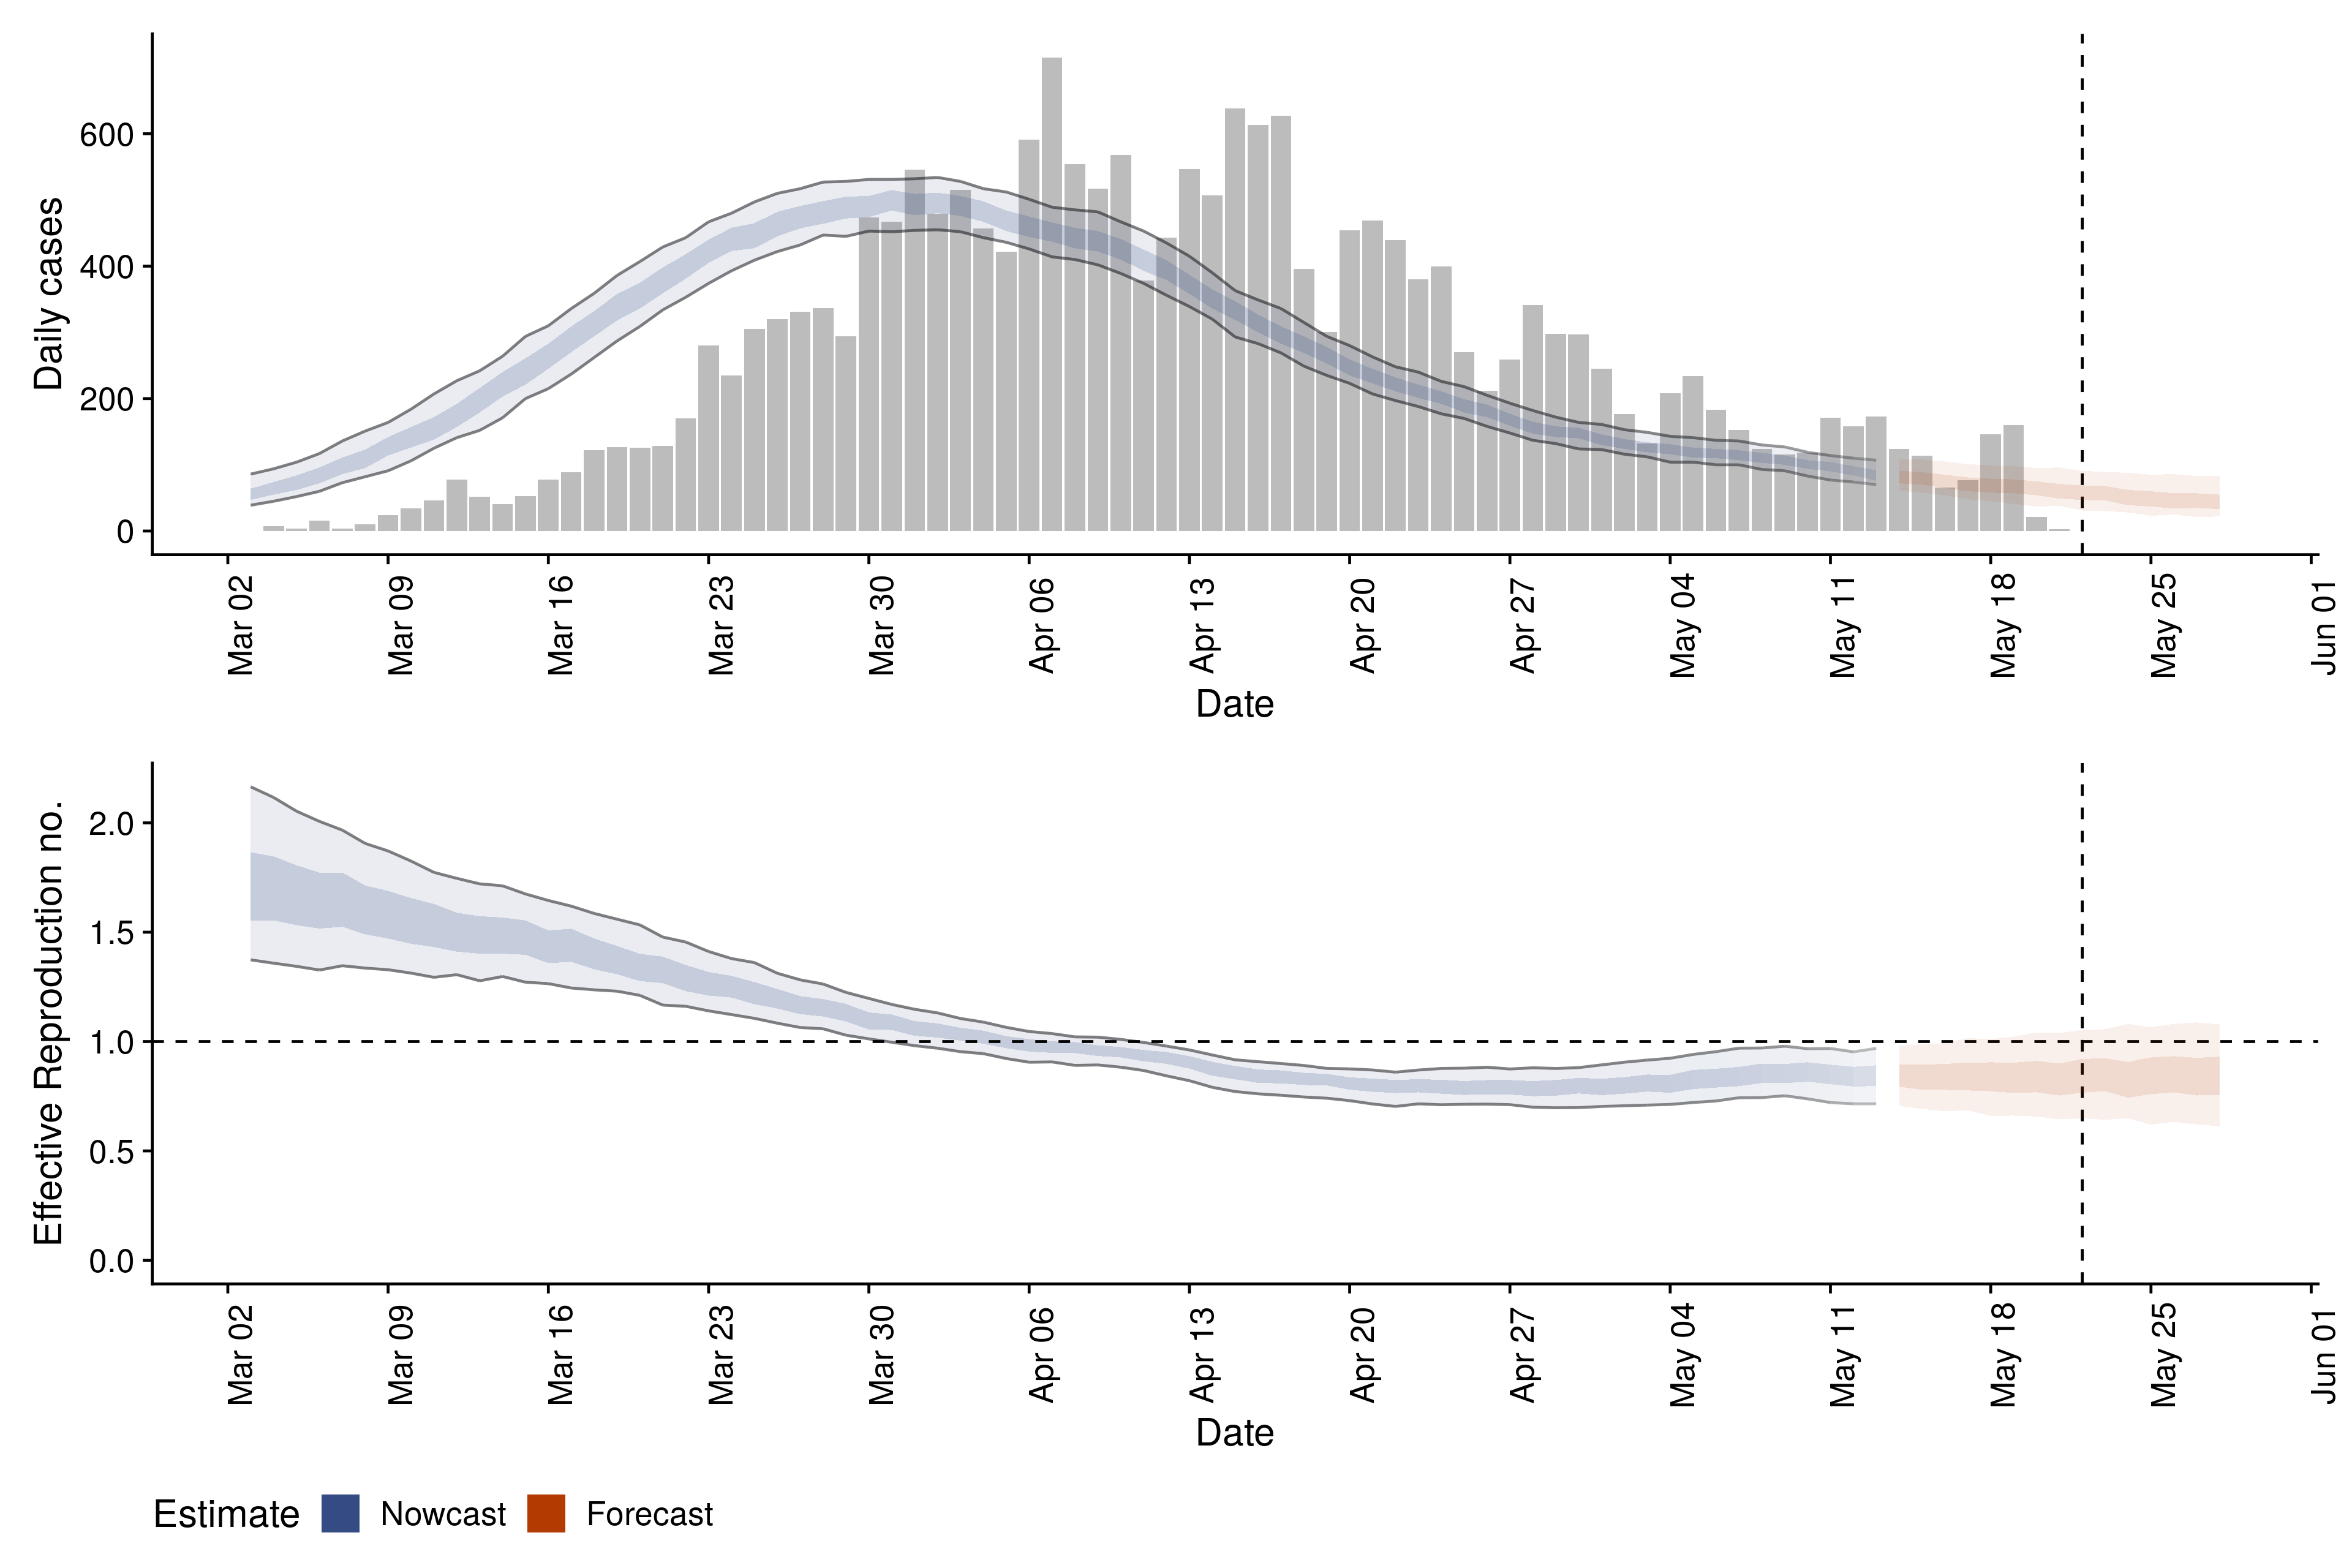 Daily cases
600
400
200
0
Mar 02
Mar 09
Mar 16
Mar 23
Mar 30
Apr 06
Apr 13
Apr 20
Apr 27
May 04
May 11
May 18
May 25
Jun 01
Date
Effective Reproduction no.
2.0
1.5
1.0
0.5
0.0
Mar 02
Mar 09
Mar 16
Mar 23
Mar 30
Apr 06
Apr 13
Apr 20
Apr 27
May 04
May 11
May 18
May 25
Jun 01
Date
Estimate Nowcast Forecast